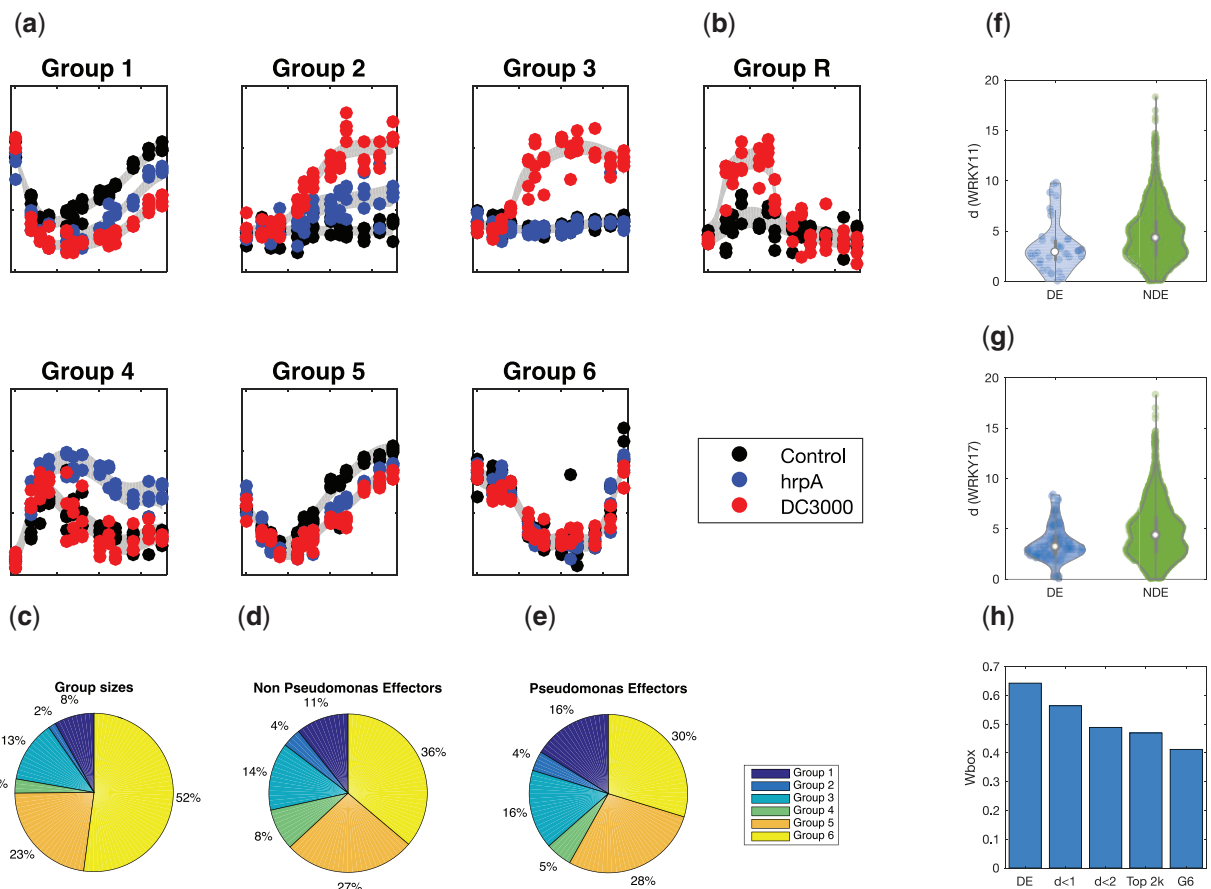 (a)
(b)
(f)
Group 1
Group 2
Group 3
Group R
20
15
10
5
0
d (WRKY11)
DE
NDE
(g)
Group 4
Group 5
Group 6
Control
hrpA
DC3000
20
15
10
5
0
d (WRKY17)
DE
NDE
(c)
(d)
(e)
(h)
Group sizes
8%
2%
13%
%
23%
52%
Non Pseudomonas Effectors
11%
4%
14%
8%
27%
36%
Pseudomonas Effectors
16%
4%
16%
5%
28%
30%
Group 1
Group 2
Group 3
Group 4
Group 5
Group 6
0.7
0.6
0.5
0.4
0.3
0.2
0.1
0
Wbox
DE
d<1
d<2
Top 2k
G6